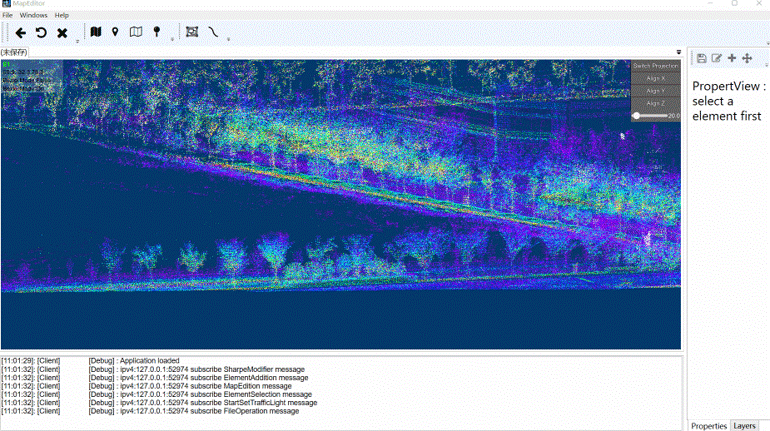 MapEditor
File Windows Help
(未保存)
Switch Projection
Align X
Align Y
Align Z
20.0
PropertView :
select a
element first
[11:01:29]: [Client] [Debug] : Application loaded
[11:01:32]: [Client] [Debug] : ipv4:127.0.0.1:52974 subscribe SharpeModifier message
[11:01:32]: [Client] [Debug] : ipv4:127.0.0.1:52974 subscribe ElementAddition message
[11:01:32]: [Client] [Debug] : ipv4:127.0.0.1:52974 subscribe MapEdition message
[11:01:32]: [Client] [Debug] : ipv4:127.0.0.1:52974 subscribe ElementSelection message
[11:01:32]: [Client] [Debug] : ipv4:127.0.0.1:52974 subscribe StartSetTrafficLight message
[11:01:32]: [Client] [Debug] : ipv4:127.0.0.1:52974 subscribe FileOperation message
Properties Layers